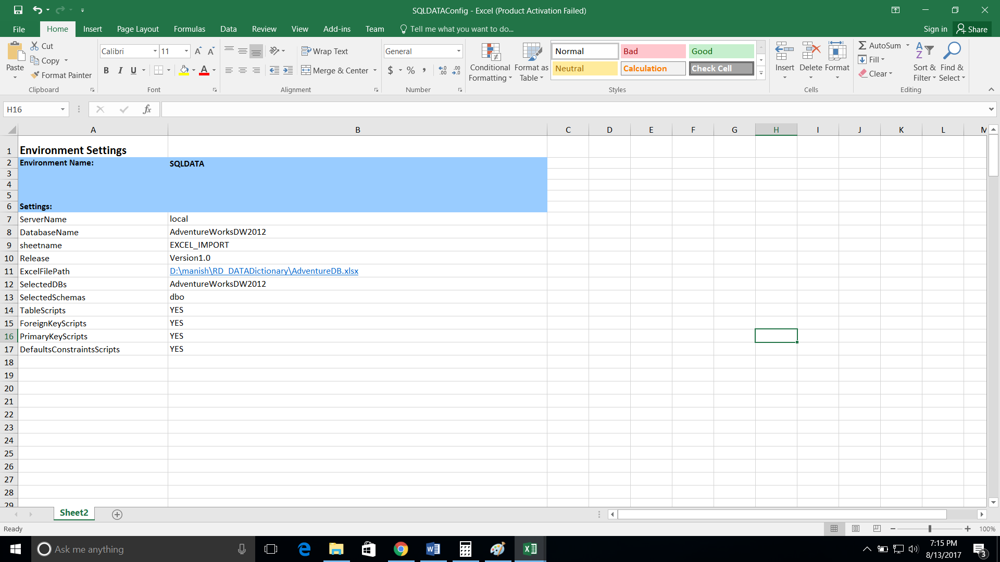 SQLDATAConfig - Excel (Product Activation Failed)
File Home Insert Page Layout Formulas Data Review View Add-ins Team Tell me what you want to do... Sign in Share
Paste
Cut
Copy
Format Painter
Clipboard
Calibri 11
B I U
Font
Wrap Text
Merge & Center
Alignment
General
$ % ,
Number
Conditional Formatting
Format as Table
Normal Bad Good
Neutral Calculation Check Cell
Styles
Insert Delete Format
Cells
AutoSum
Fill
Clear
Sort & Filter
Find & Select
Editing
H16 fx
A B C D E F G H I J K L M
1 Environment Settings
2 Environment Name: SQLDATA
3
4
5
6 Settings:
7 ServerName local
8 DatabaseName AdventureWorksDW2012
9 sheetname EXCEL_IMPORT
10 Release Version1.0
11 ExcelFilePath D:\manish\RD_DATADictionary\AdventureDB.xlsx
12 SelectedDBs AdventureWorksDW2012
13 SelectedSchemas dbo
14 TableScripts YES
15 ForeignKeyScripts YES
16 PrimaryKeyScripts YES
17 DefaultsConstraintsScripts YES
18
19
20
21
22
23
24
25
26
27
28
29
Sheet2
Ready 100%
Ask me anything
7:15 PM
8/13/2017
3